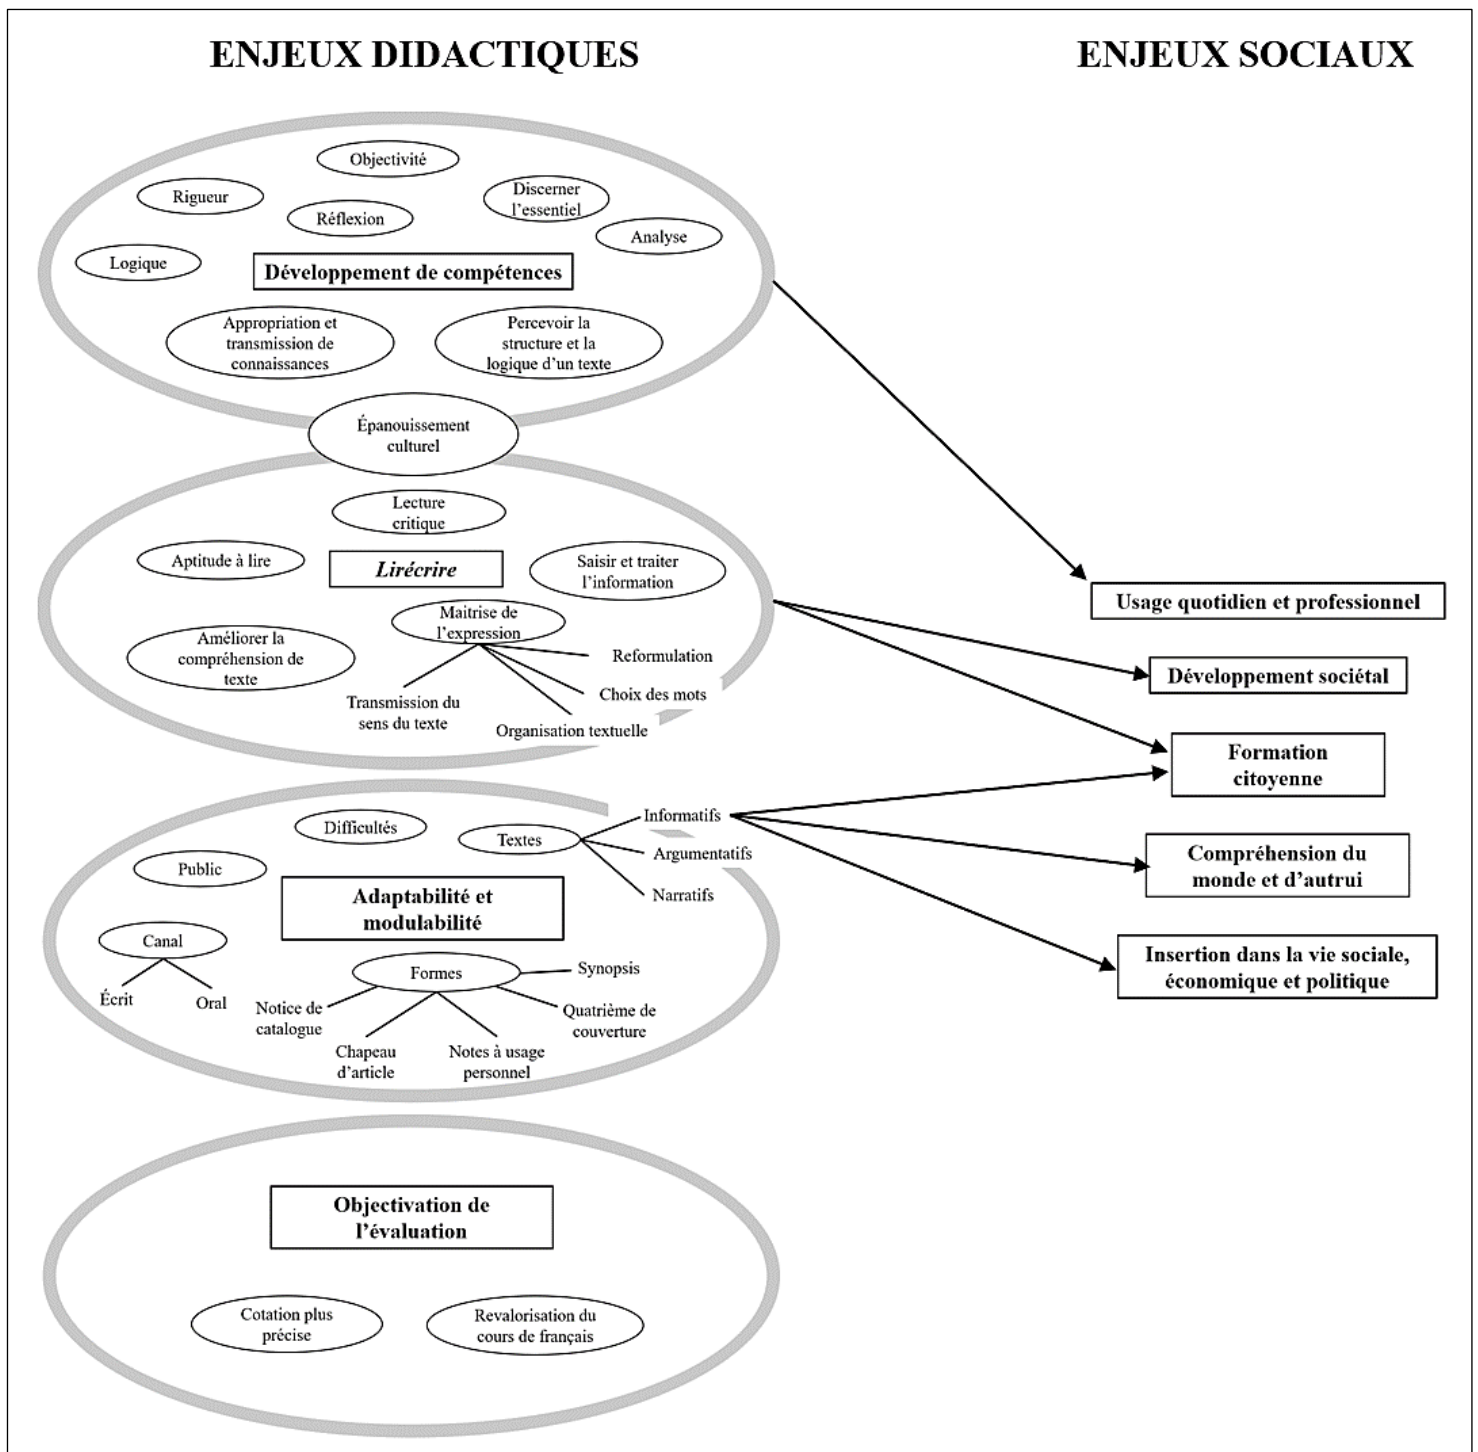 ENJEUX DIDACTIQUES
ENJEUX SOCIAUX
Objectivité
Rigueur
Discerner
l’essentiel
Réflexion
Analyse
Logique
Développement de compétences
Appropriation et
transmission de
connaissances
Percevoir la
structure et la
logique d’un texte
Épanouissement
culturel
Lecture
critique
Aptitude à lire
Lirécrire
Saisir et traiter
l’information
Maitrise de
l’expression
Améliorer la
compréhension de
texte
Reformulation
Choix des mots
Transmission du
sens du texte
Organisation textuelle
Usage quotidien et professionnel
Développement sociétal
Formation
citoyenne
Difficultés
Textes
Informatifs
Argumentatifs
Narratifs
Public
Adaptabilité et
modulabilité
Compréhension du
monde et d’autrui
Canal
Écrit
Oral
Formes
Synopsis
Notice de
catalogue
Quatrième de
couverture
Chapeau
d’article
Notes à usage
personnel
Insertion dans la vie sociale,
économique et politique
Objectivation de
l’évaluation
Cotation plus
précise
Revalorisation du
cours de français